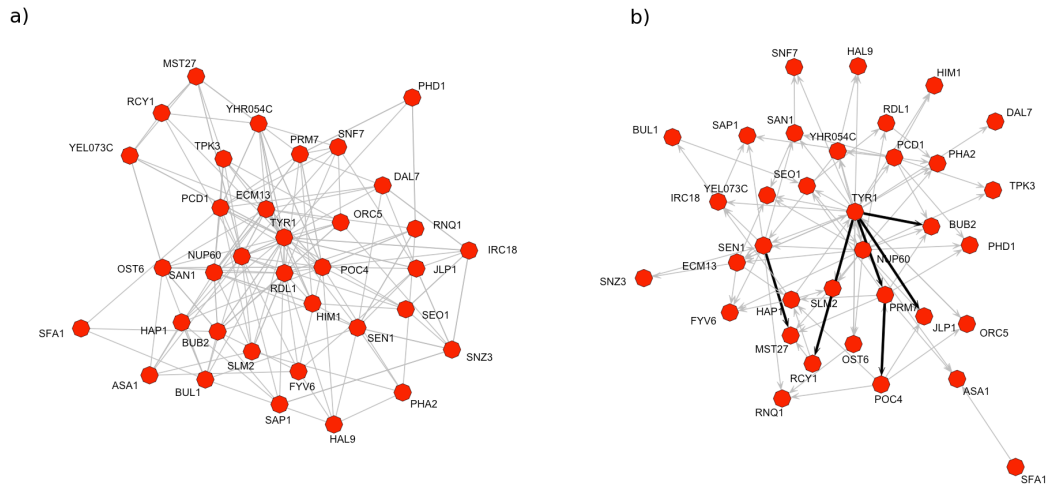 a)
MST27
PHD1
RCY1
YHR054C
SNF7
PRM7
YEL073C
TPK3
DAL7
PCD1
ECM13
ORC5
TYR1
RNQ1
IRC18
NUP60
OST6
SAN1
POC4
JLP1
RDL1
HIM1
SEO1
SFA1
HAP1
SEN1
BUB2
SNZ3
SLM2
ASA1
FYV6
BUL1
PHA2
SAP1
HAL9
b)
SNF7
HAL9
HIM1
RDL1
DAL7
BUL1
SAP1
SAN1
YHR054C
PCD1
PHA2
SEO1
TPK3
YEL073C
IRC18
TYR1
BUB2
SEN1
PHD1
NUP60
ECM13
SNZ3
SLM2
PRM7
HAP1
FYV6
JLP1
ORC5
MST27
OST6
RCY1
ASA1
POC4
RNQ1
SFA1